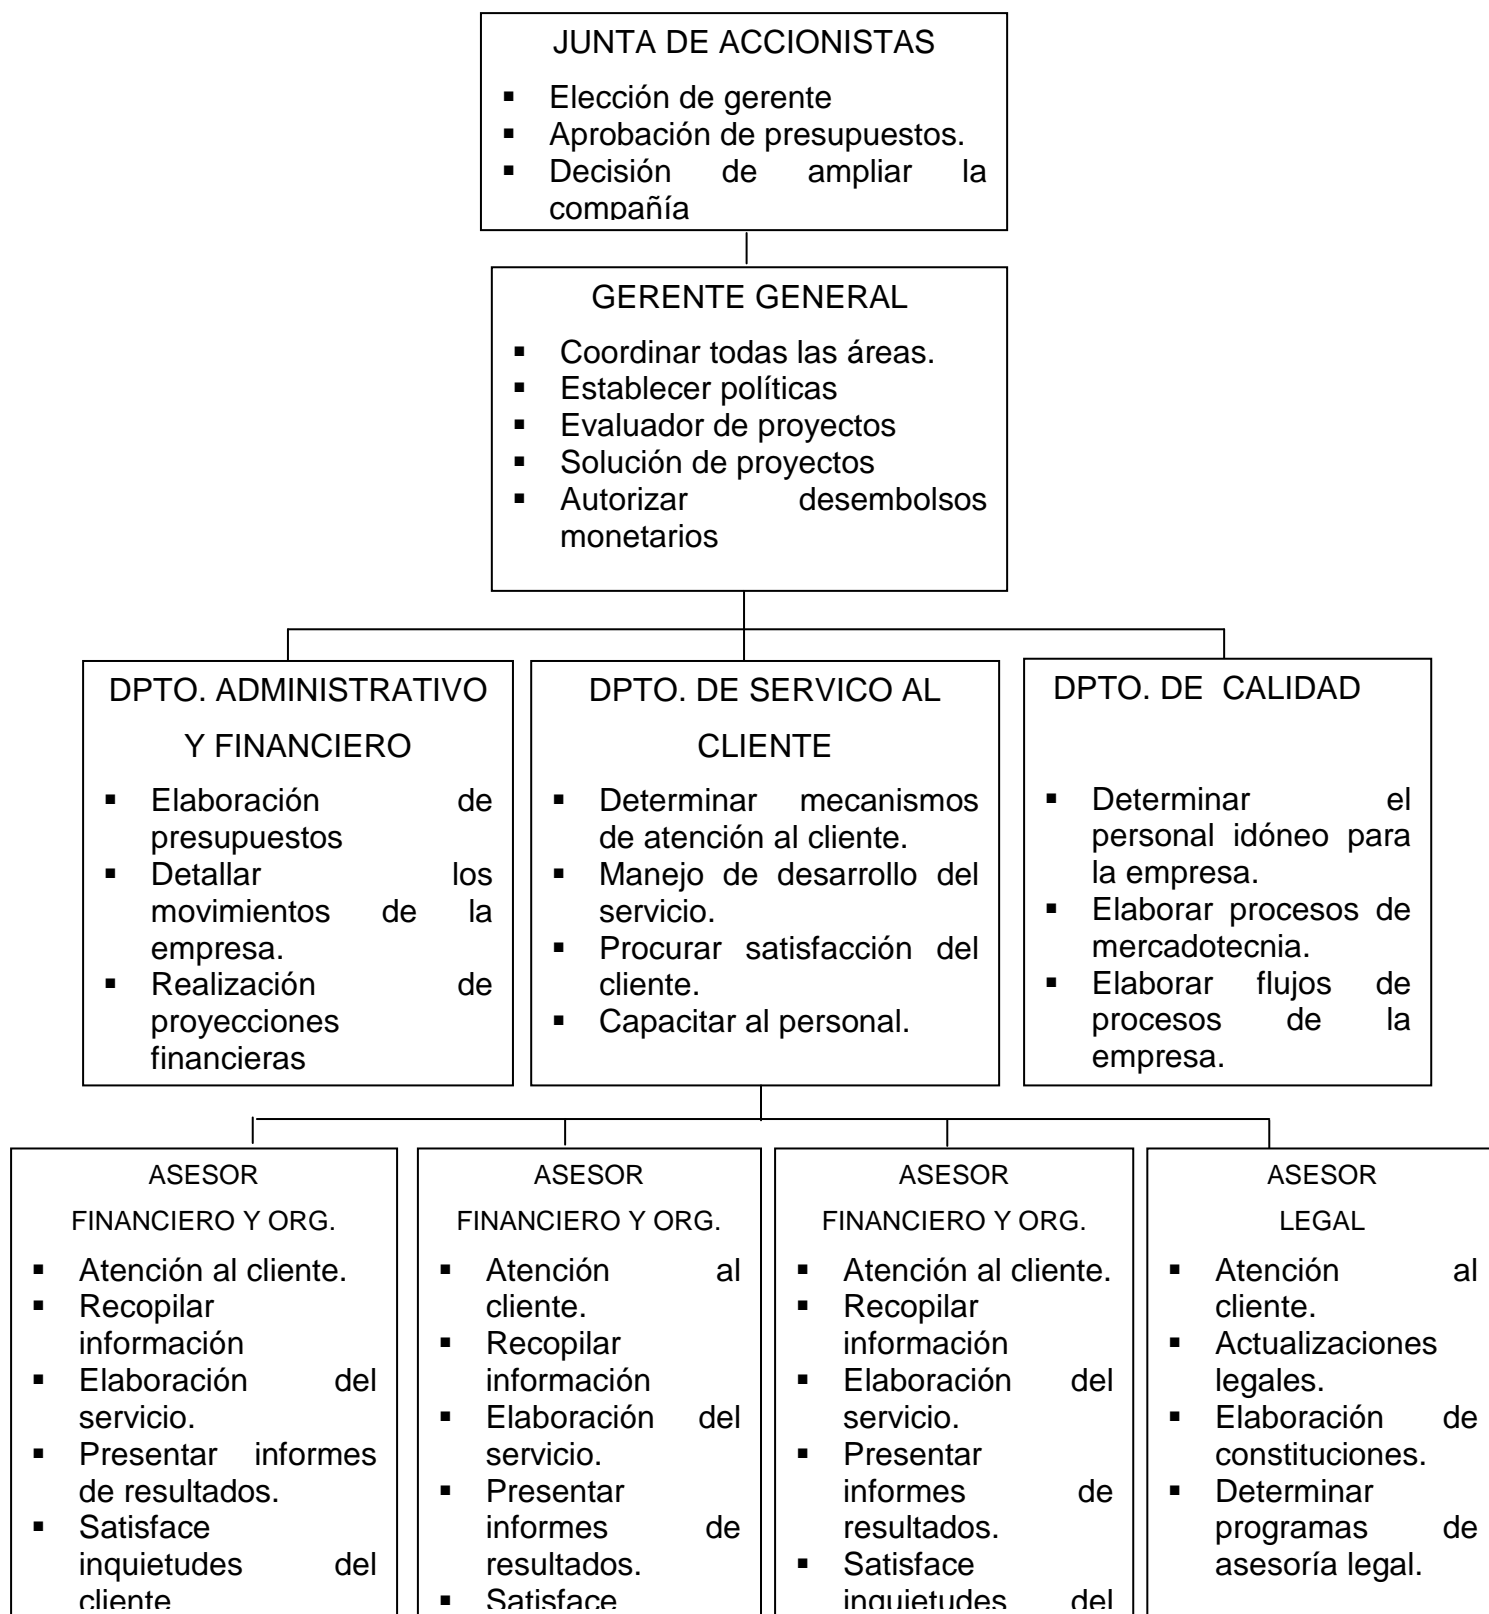 JUNTA DE ACCIONISTAS
▪ Elección de gerente
▪ Aprobación de presupuestos.
▪ Decisión de ampliar la
compañía
GERENTE GENERAL
▪ Coordinar todas las áreas.
▪ Establecer políticas
▪ Evaluador de proyectos
▪ Solución de proyectos
▪ Autorizar desembolsos
monetarios
DPTO. ADMINISTRATIVO
Y FINANCIERO
▪ Elaboración de
presupuestos
▪ Detallar los
movimientos de la
empresa.
▪ Realización de
proyecciones
financieras
DPTO. DE SERVICO AL
CLIENTE
▪ Determinar mecanismos
de atención al cliente.
▪ Manejo de desarrollo del
servicio.
▪ Procurar satisfacción del
cliente.
▪ Capacitar al personal.
DPTO. DE CALIDAD
▪ Determinar el
personal idóneo para
la empresa.
▪ Elaborar procesos de
mercadotecnia.
▪ Elaborar flujos de
procesos de la
empresa.
ASESOR
FINANCIERO Y ORG.
▪ Atención al cliente.
▪ Recopilar
información
▪ Elaboración del
servicio.
▪ Presentar informes
de resultados.
▪ Satisface
inquietudes del
cliente
ASESOR
FINANCIERO Y ORG.
▪ Atención al
cliente.
▪ Recopilar
información
▪ Elaboración del
servicio.
▪ Presentar
informes de
resultados.
▪ Satisface
ASESOR
FINANCIERO Y ORG.
▪ Atención al cliente.
▪ Recopilar
información
▪ Elaboración del
servicio.
▪ Presentar
informes de
resultados.
▪ Satisface
inquietudes del
ASESOR
LEGAL
▪ Atención al
cliente.
▪ Actualizaciones
legales.
▪ Elaboración de
constituciones.
▪ Determinar
programas de
asesoría legal.